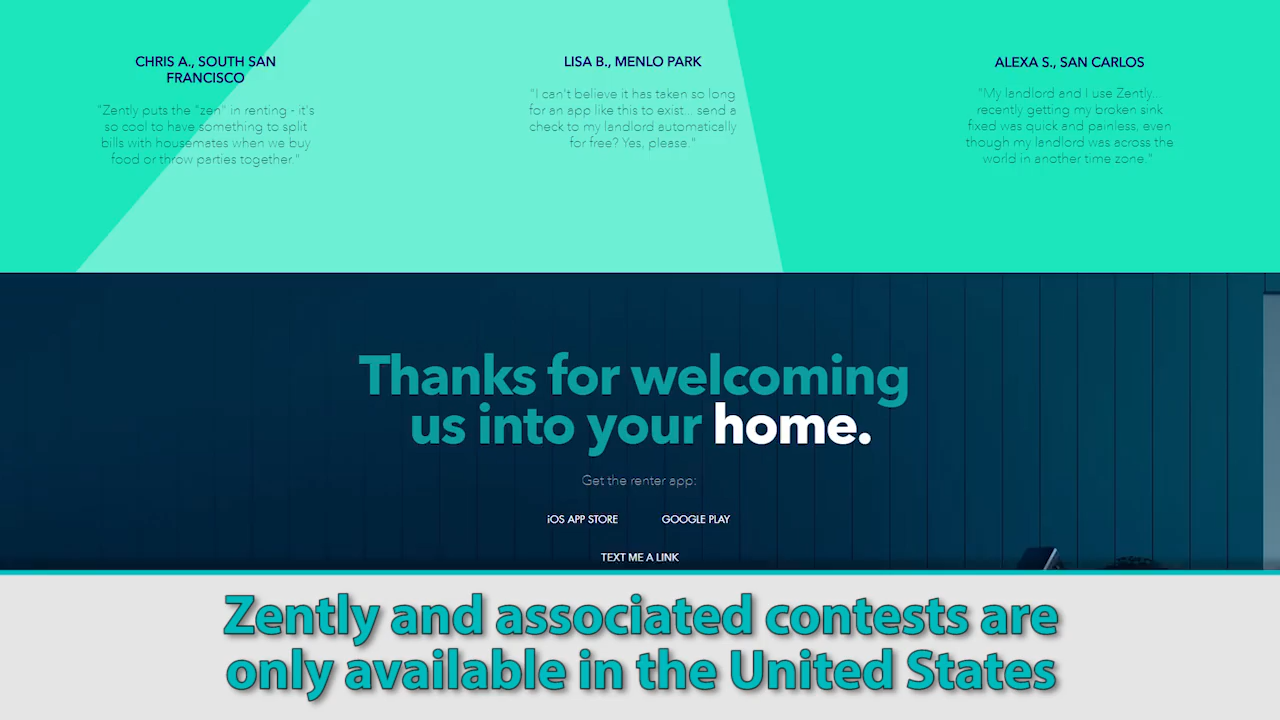 CHRIS A., SOUTH SAN
FRANCISCO
"Zently puts the "zen" in renting - it's
so cool to have something to split
bills with housemates when we buy
food or throw parties together."
LISA B., MENLO PARK
"I can't believe it has taken so long
for an app like this to exist... send a
check to my landlord automatically
for free? Yes, please."
ALEXA S., SAN CARLOS
"My landlord and I use Zently...
recently getting my broken sink
fixed was quick and painless, even
though my landlord was across the
world in another time zone."
Thanks for welcoming
us into your home.
Get the renter app:
iOS APP STORE
GOOGLE PLAY
TEXT ME A LINK
Zently and associated contests are
only available in the United States